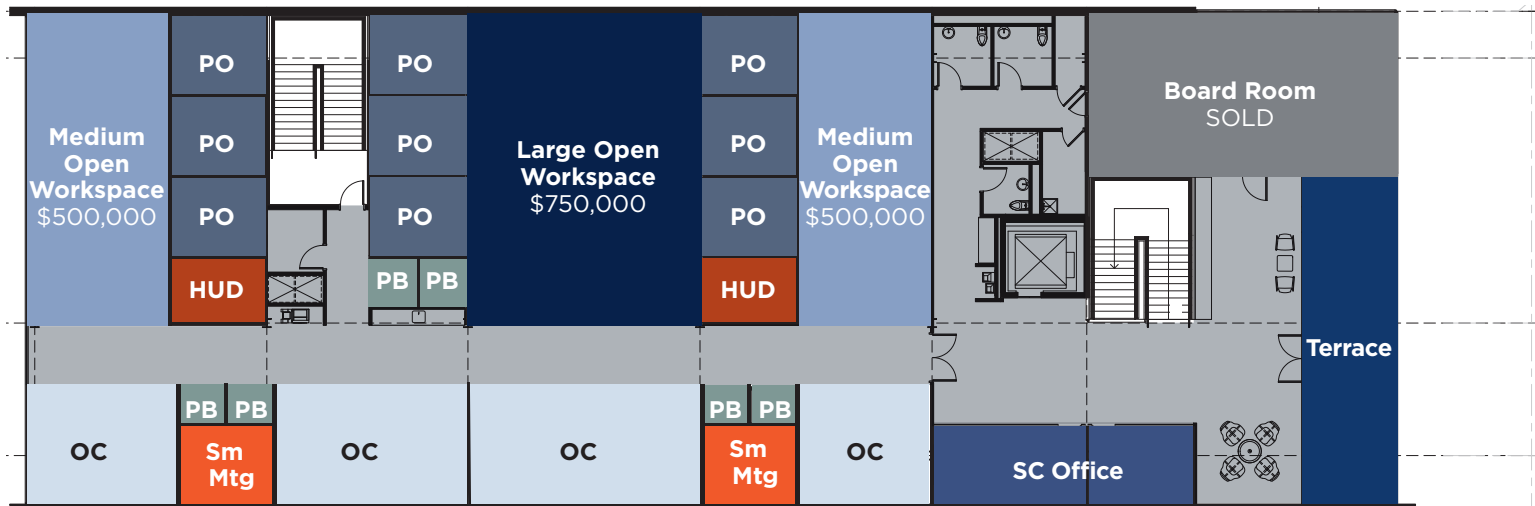 PO
PO
PO
Board Room
SOLD
Medium
Open
Workspace
$500,000
PO
PO
Large Open
Workspace
$750,000
PO
Medium
Open
Workspace
$500,000
PO
PO
PO
HUD
PB
PB
HUD
Terrace
PB
PB
PB
PB
OC
Sm
Mtg
OC
OC
Sm
Mtg
OC
SC Office